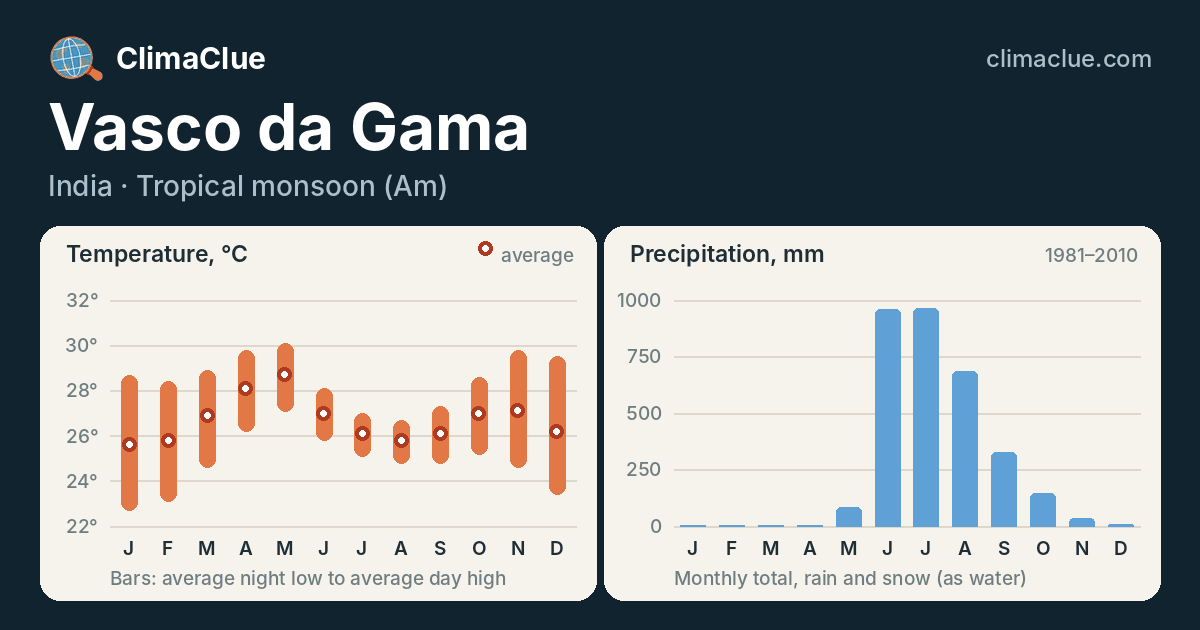 ClimaClue
climaclue.com
Vasco da Gama
India · Tropical monsoon (Am)
Temperature, °C
average
32°
30°
28°
26°
24°
22°
J F M A M J J A S O N D
Bars: average night low to average day high
Precipitation, mm
1981–2010
1000
750
500
250
0
J F M A M J J A S O N D
Monthly total, rain and snow (as water)